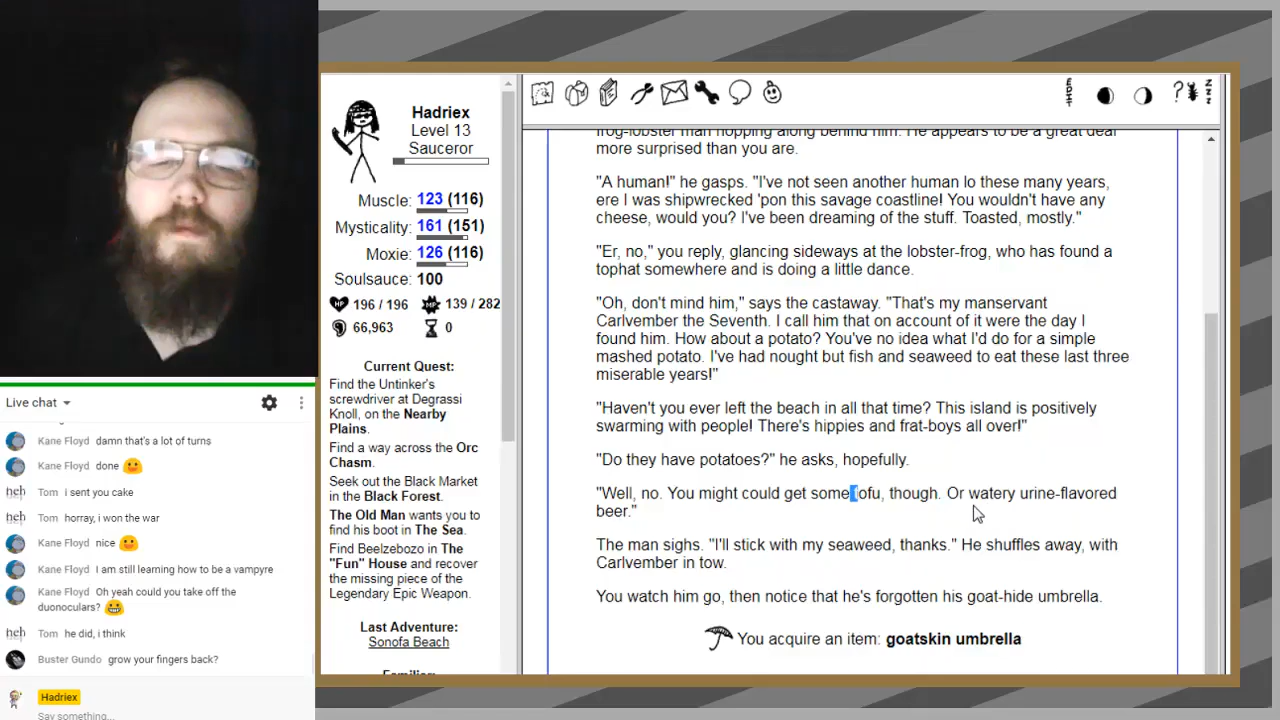 Hadriex
Level 13
Sauceror
Muscle: 123 (116)
Mysticality: 161 (151)
Moxie: 126 (116)
Soulsauce: 100
HP 196 / 196 MP 139 / 282
66,963 0
Current Quest:
Find the Untinker's
screwdriver at Degrassi
Knoll, on the Nearby
Plains.
Find a way across the Orc
Chasm.
Seek out the Black Market
in the Black Forest.
The Old Man wants you to
find his boot in The Sea.
Find Beelzebozo in The
"Fun" House and recover
the missing piece of the
Legendary Epic Weapon.
Last Adventure:
Sonofa Beach
frog-lobster man hopping along behind him. He appears to be a great deal
more surprised than you are.
"A human!" he gasps. "I've not seen another human lo these many years,
ere I was shipwrecked 'pon this savage coastline! You wouldn't have any
cheese, would you? I've been dreaming of the stuff. Toasted, mostly."
"Er, no," you reply, glancing sideways at the lobster-frog, who has found a
tophat somewhere and is doing a little dance.
"Oh, don't mind him," says the castaway. "That's my manservant
Carlvember the Seventh. I call him that on account of it were the day I
found him. How about a potato? You've no idea what I'd do for a simple
mashed potato. I've had nought but fish and seaweed to eat these last three
miserable years!"
"Haven't you ever left the beach in all that time? This island is positively
swarming with people! There's hippies and frat-boys all over!"
"Do they have potatoes?" he asks, hopefully.
"Well, no. You might could get some tofu, though. Or watery urine-flavored
beer."
The man sighs. "I'll stick with my seaweed, thanks." He shuffles away, with
Carlvember in tow.
You watch him go, then notice that he's forgotten his goat-hide umbrella.
You acquire an item: goatskin umbrella
Live chat
Kane Floyd damn that's a lot of turns
Kane Floyd done
heh Tom i sent you cake
heh Tom horray, i won the war
heh Tom nice
Kane Floyd I am still learning how to be a vampyre
Kane Floyd Oh yeah could you take off the
duonoculars?
heh Tom he did, i think
Buster Gundo grow your fingers back?
Hadriex
Say something...